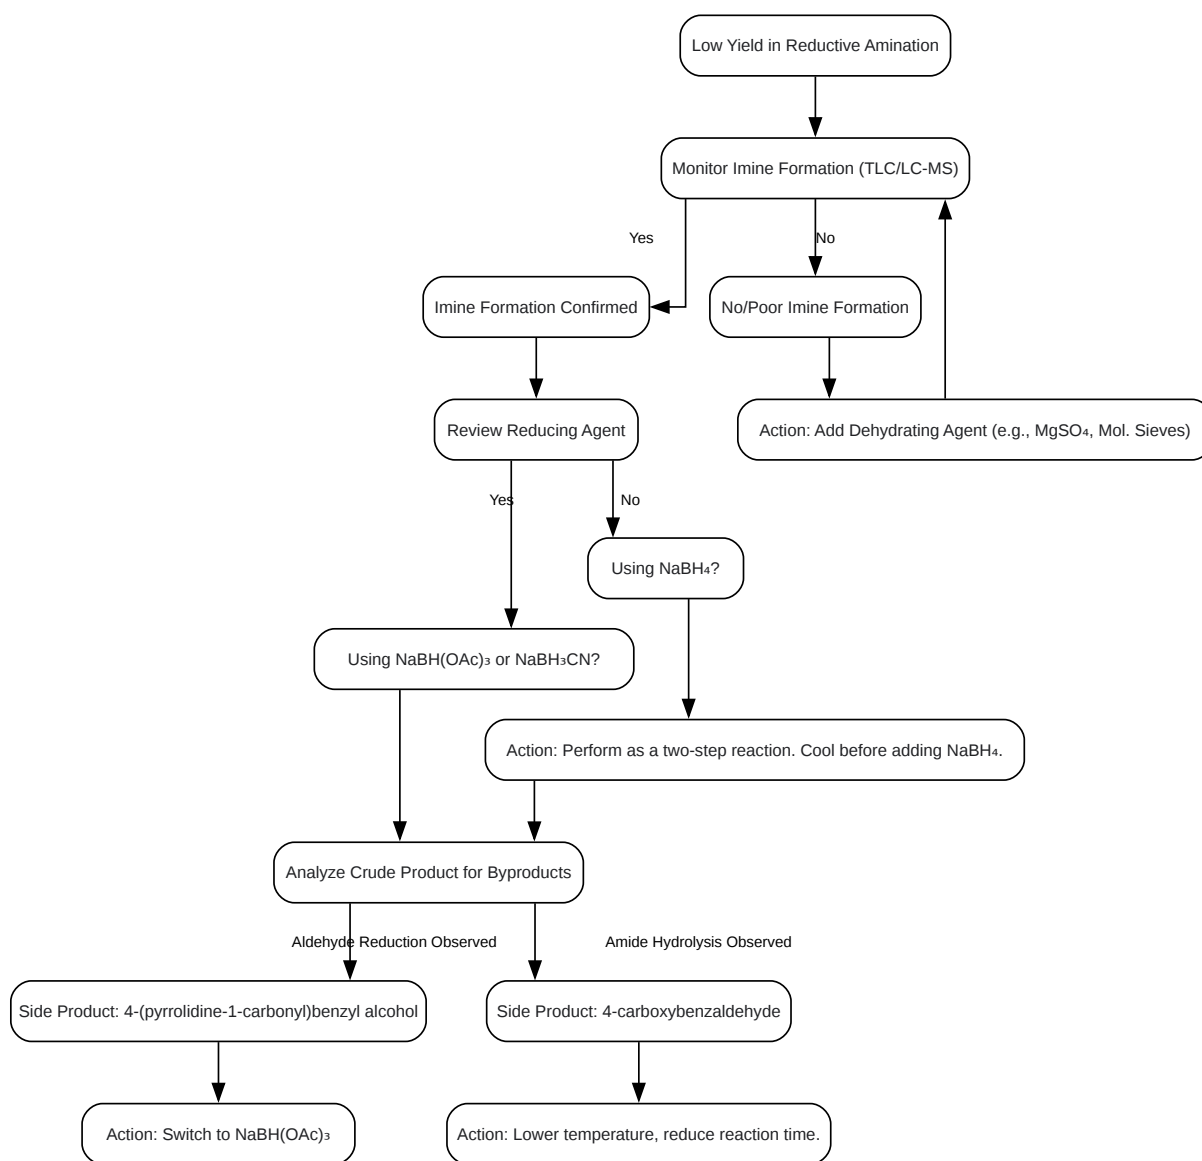 Low Yield in Reductive Amination
Monitor Imine Formation (TLC/LC-MS)
Yes
No
Imine Formation Confirmed
No/Poor Imine Formation
Review Reducing Agent
Action: Add Dehydrating Agent (e.g., MgSO₄, Mol. Sieves)
Yes
No
Using NaBH₄?
Using NaBH(OAc)₃ or NaBH₃CN?
Action: Perform as a two-step reaction. Cool before adding NaBH₄.
Analyze Crude Product for Byproducts
Aldehyde Reduction Observed
Amide Hydrolysis Observed
Side Product: 4-(pyrrolidine-1-carbonyl)benzyl alcohol
Side Product: 4-carboxybenzaldehyde
Action: Switch to NaBH(OAc)₃
Action: Lower temperature, reduce reaction time.